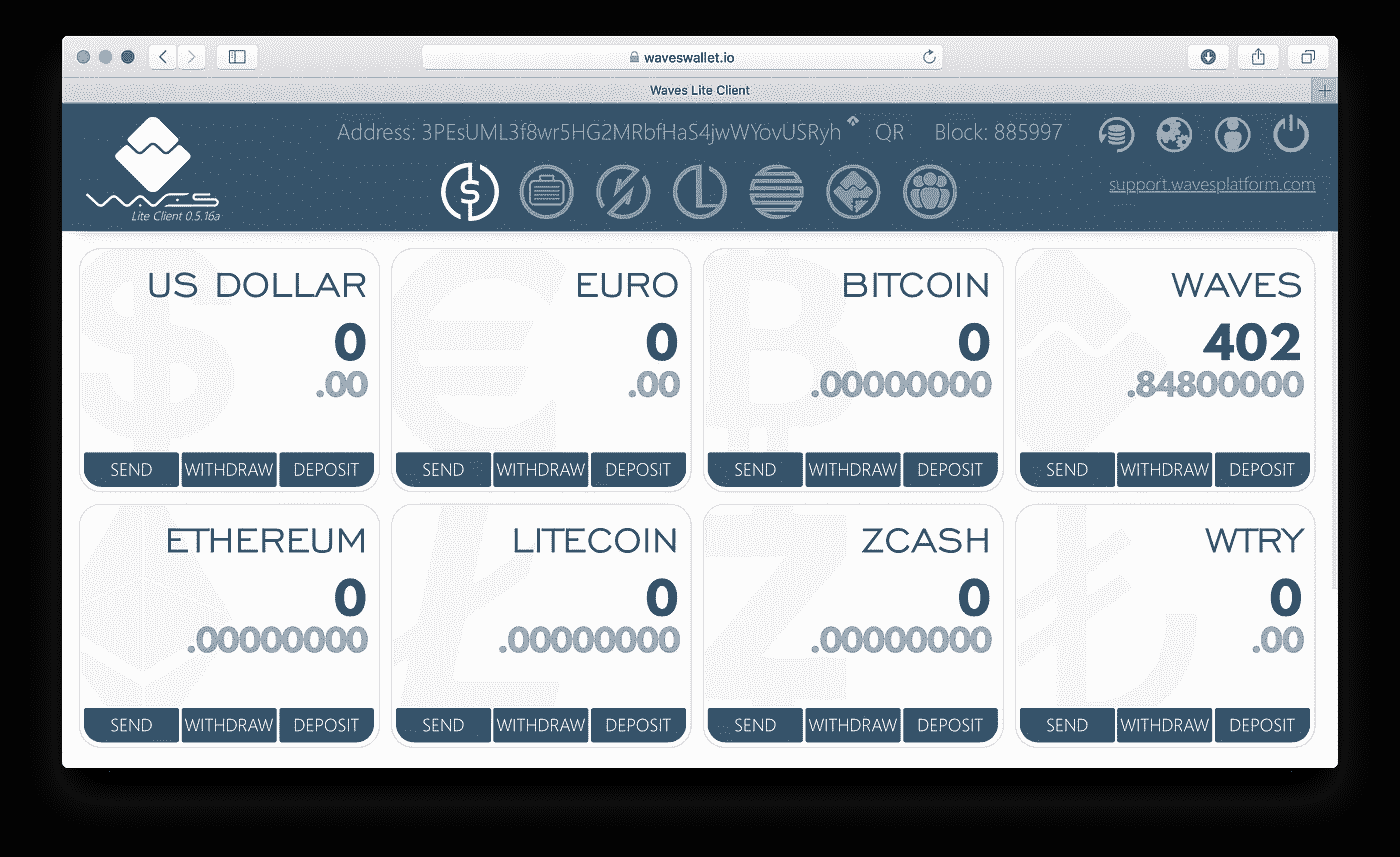 waveswallet.io
Waves Lite Client
Address: 3PEsUML3f8wr5HG2MRbfHaS4jwWYovUSRyh QR Block: 885997
WAVES
Lite Client 0.5.16a
support.wavesplatform.com
US DOLLAR
0
.00
SEND WITHDRAW DEPOSIT
EURO
0
.00
SEND WITHDRAW DEPOSIT
BITCOIN
0
.00000000
SEND WITHDRAW DEPOSIT
WAVES
402
.84800000
SEND WITHDRAW DEPOSIT
ETHEREUM
0
.00000000
SEND WITHDRAW DEPOSIT
LITECOIN
0
.00000000
SEND WITHDRAW DEPOSIT
ZCASH
0
.00000000
SEND WITHDRAW DEPOSIT
WTRY
0
.00
SEND WITHDRAW DEPOSIT